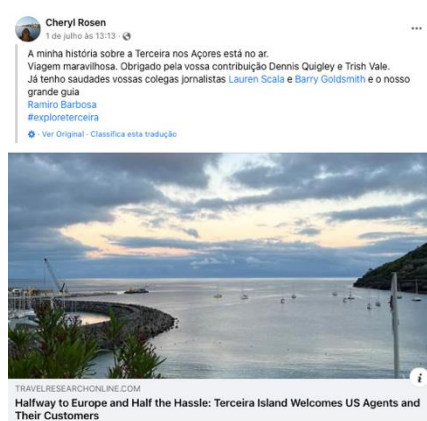 Cheryl Rosen
1 de julho às 13:13 ·
A minha história sobre a Terceira nos Açores está no ar.
Viagem maravilhosa. Obrigado pela vossa contribuição Dennis Quigley e Trish Vale.
Já tenho saudades vossas colegas jornalistas Lauren Scala e Barry Goldsmith e o nosso
grande guia
Ramiro Barbosa
#exploreterceira
· Ver Original · Classifica esta tradução
i
TRAVELRESEARCHONLINE.COM
Halfway to Europe and Half the Hassle: Terceira Island Welcomes US Agents and
Their Customers